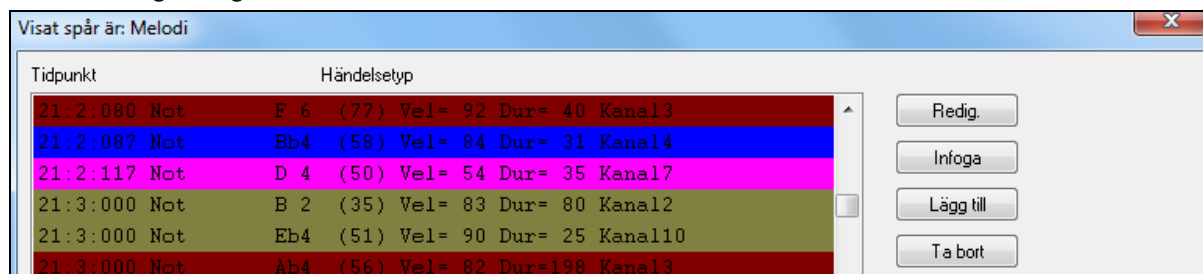 Visat spår är: Melodi
Tidpunkt Händelsetyp
21:2:080 Not F 6 (77) Vel= 92 Dur= 40 Kanal3
21:2:087 Not Bb4 (58) Vel= 84 Dur= 31 Kanal4
21:2:117 Not D 4 (50) Vel= 54 Dur= 35 Kanal7
21:3:000 Not B 2 (35) Vel= 83 Dur= 80 Kanal2
21:3:000 Not Eb4 (51) Vel= 90 Dur= 25 Kanal10
21:3:000 Not Ab4 (56) Vel= 82 Dur=198 Kanal3
Redig.
Infoga
Lägg till
Ta bort